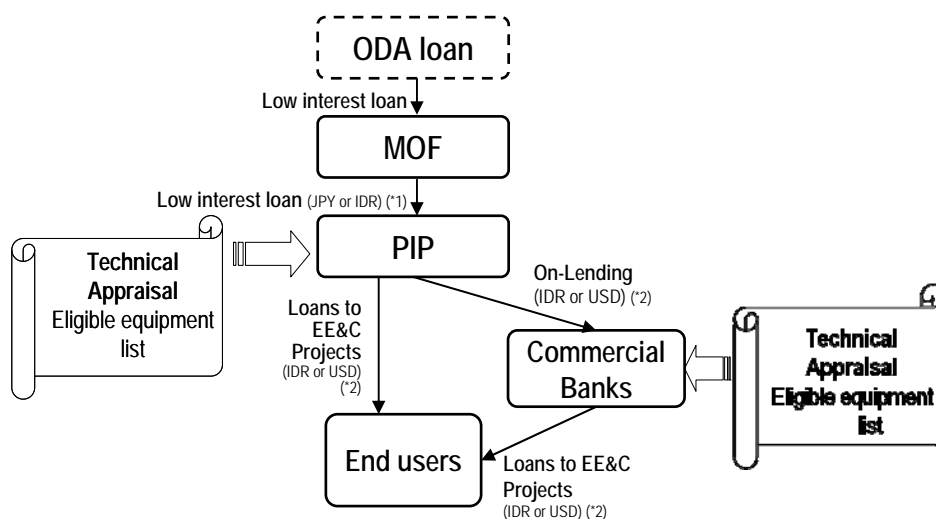 ODA loan
Low interest loan
MOF
Low interest loan (JPY or IDR) (*1)
PIP
Technical
Appraisal
Eligible equipment
list
On-Lending
(IDR or USD) (*2)
Loans to
EE&C
Projects
(IDR or USD)
(*2)
Commercial
Banks
Technical
Appraisal
Eligible equipment
list
End users
Loans to EE&C
Projects
(IDR or USD) (*2)